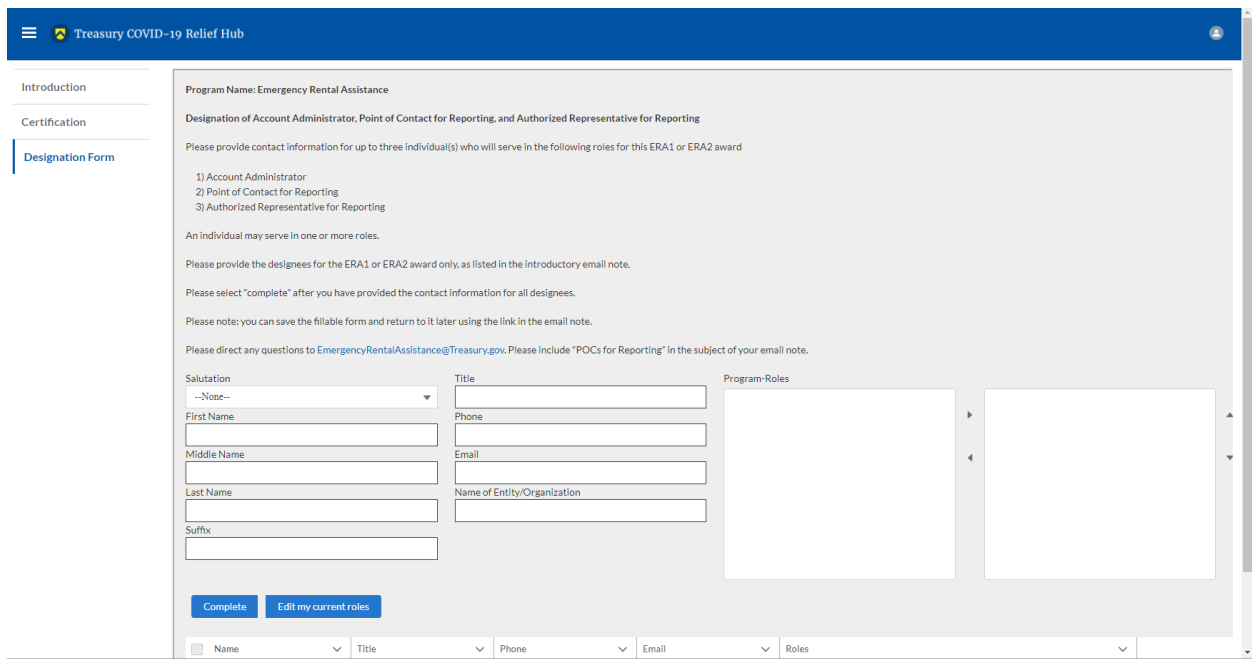 Treasury COVID-19 Relief Hub
Introduction
Certification
Designation Form
Program Name: Emergency Rental Assistance
Designation of Account Administrator, Point of Contact for Reporting, and Authorized Representative for Reporting
Please provide contact information for up to three individual(s) who will serve in the following roles for this ERA1 or ERA2 award
1) Account Administrator
2) Point of Contact for Reporting
3) Authorized Representative for Reporting
An individual may serve in one or more roles.
Please provide the designees for the ERA1 or ERA2 award only, as listed in the introductory email note.
Please select "complete" after you have provided the contact information for all designees.
Please note: you can save the fillable form and return to it later using the link in the email note.
Please direct any questions to EmergencyRentalAssistance@Treasury.gov. Please include "POCs for Reporting" in the subject of your email note.
Salutation
--None--
First Name
Middle Name
Last Name
Suffix
Title
Phone
Email
Name of Entity/Organization
Program-Roles
Complete Edit my current roles
Name Title Phone Email Roles